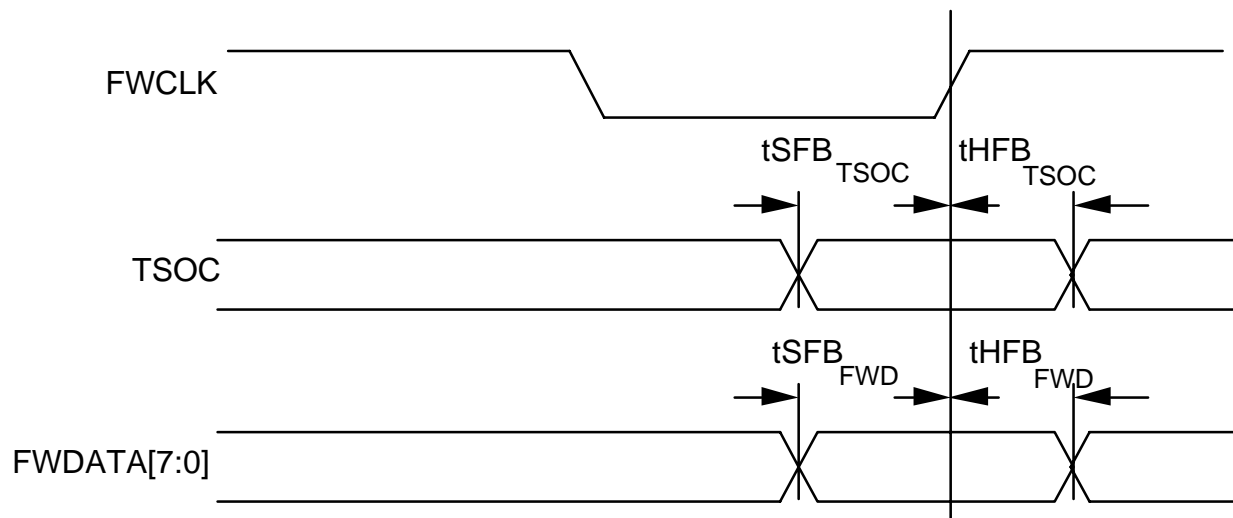 FWCLK
tSFB TSOC tHFB TSOC
TSOC
tSFB FWD tHFB FWD
FWDATA[7:0]